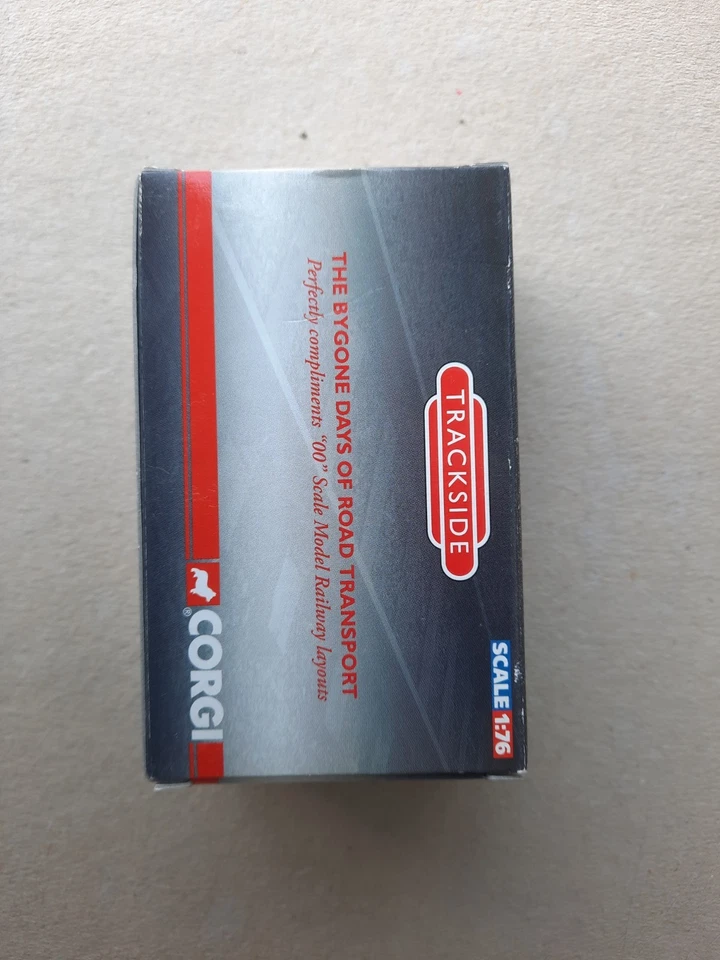 SCALE 1:76
TRACKSIDE
THE BYGONE DAYS OF ROAD TRANSPORT
Perfectly compliments "00" Scale Model Railway layouts
® CORGI